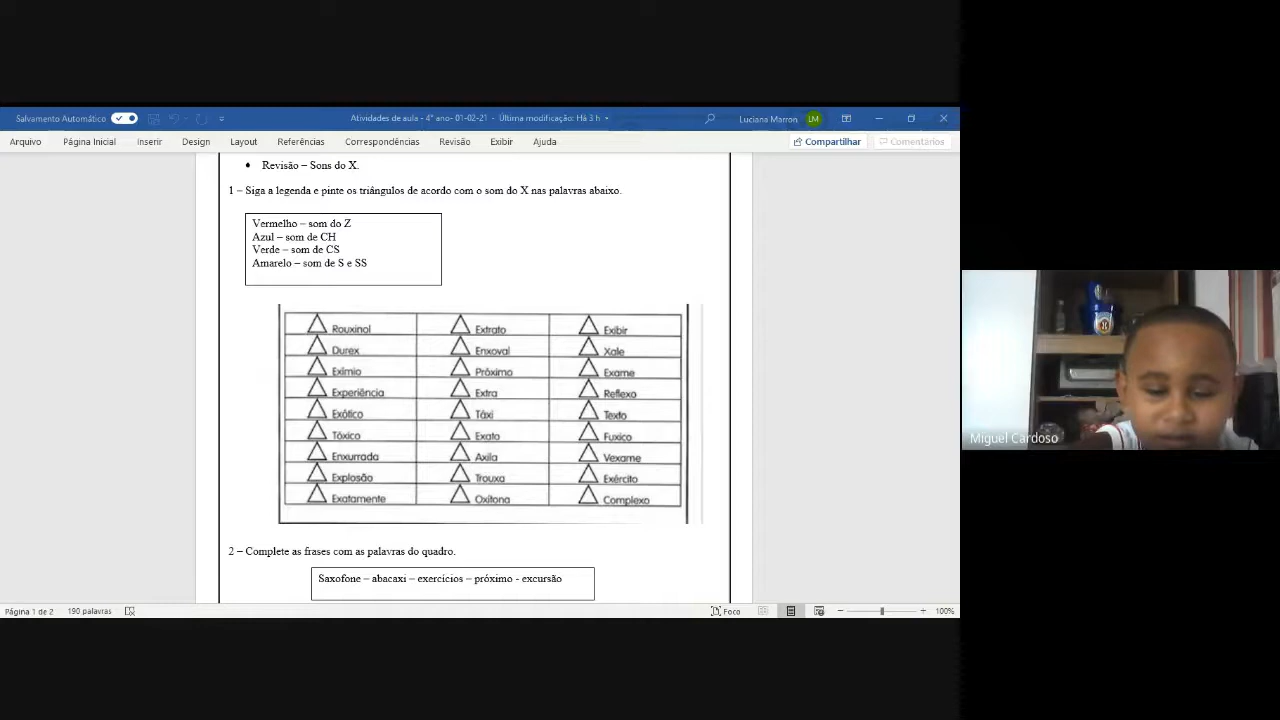 Salvamento Automático
Atividades de aula - 4° ano- 01-02-21 - Última modificação: Há 3 h
Luciana Marron LM
Arquivo Página Inicial Inserir Design Layout Referências Correspondências Revisão Exibir Ajuda Compartilhar Comentários
• Revisão – Sons do X.
1 – Siga a legenda e pinte os triângulos de acordo com o som do X nas palavras abaixo.
Vermelho – som do Z
Azul – som de CH
Verde – som de CS
Amarelo – som de S e SS
Rouxinol Extrato Exibir
Durex Enxoval Xale
Exímio Próximo Exame
Experiência Extra Reflexo
Exótico Táxi Texto
Tóxico Exato Fuxico
Enxurrada Axila Vexame
Explosão Trouxa Exército
Exatamente Oxítona Complexo
2 – Complete as frases com as palavras do quadro.
Saxofone – abacaxi – exercícios – próximo - excursão
Página 1 de 2 190 palavras Foco 100%
Miguel Cardoso